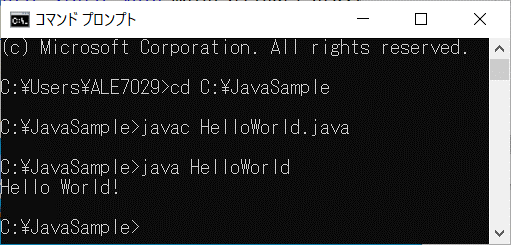 コマンド プロンプト
(c) Microsoft Corporation. All rights reserved.
C:¥Users¥ALE7029>cd C:¥JavaSample
C:¥JavaSample>javac HelloWorld.java
C:¥JavaSample>java HelloWorld
Hello World!
C:¥JavaSample>